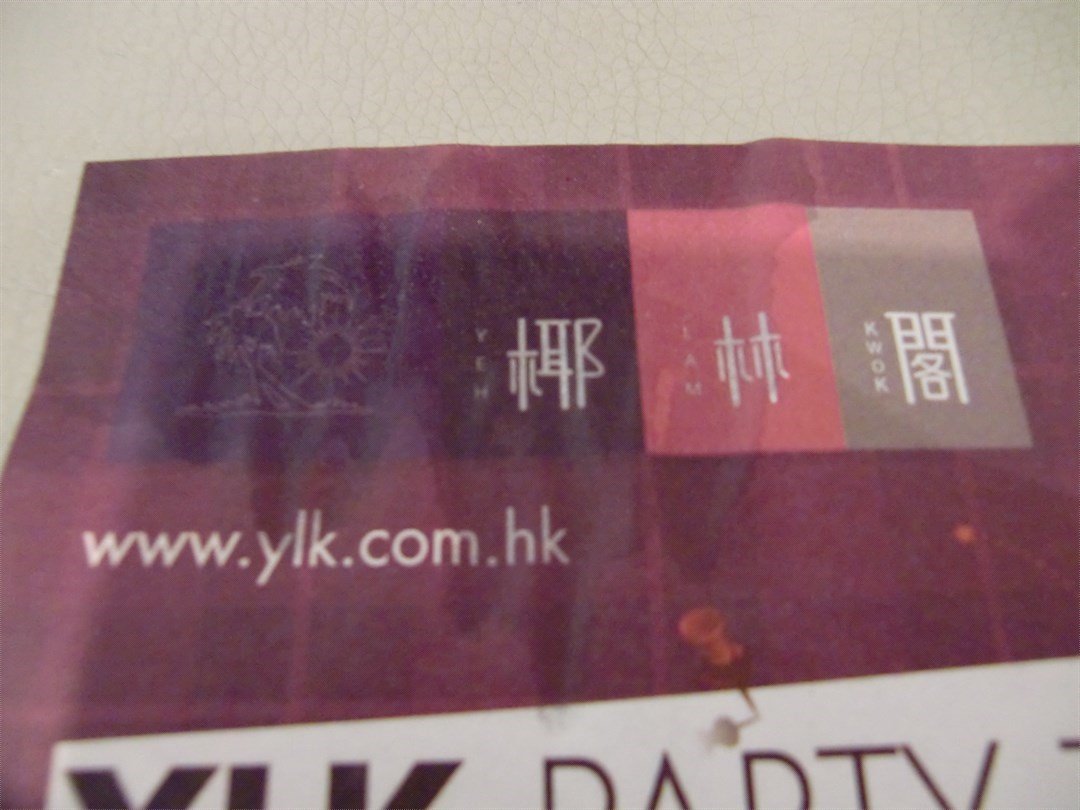 YEH 椰 LAM 林 KWOK 閣
www.ylk.com.hk
YLK PARTY